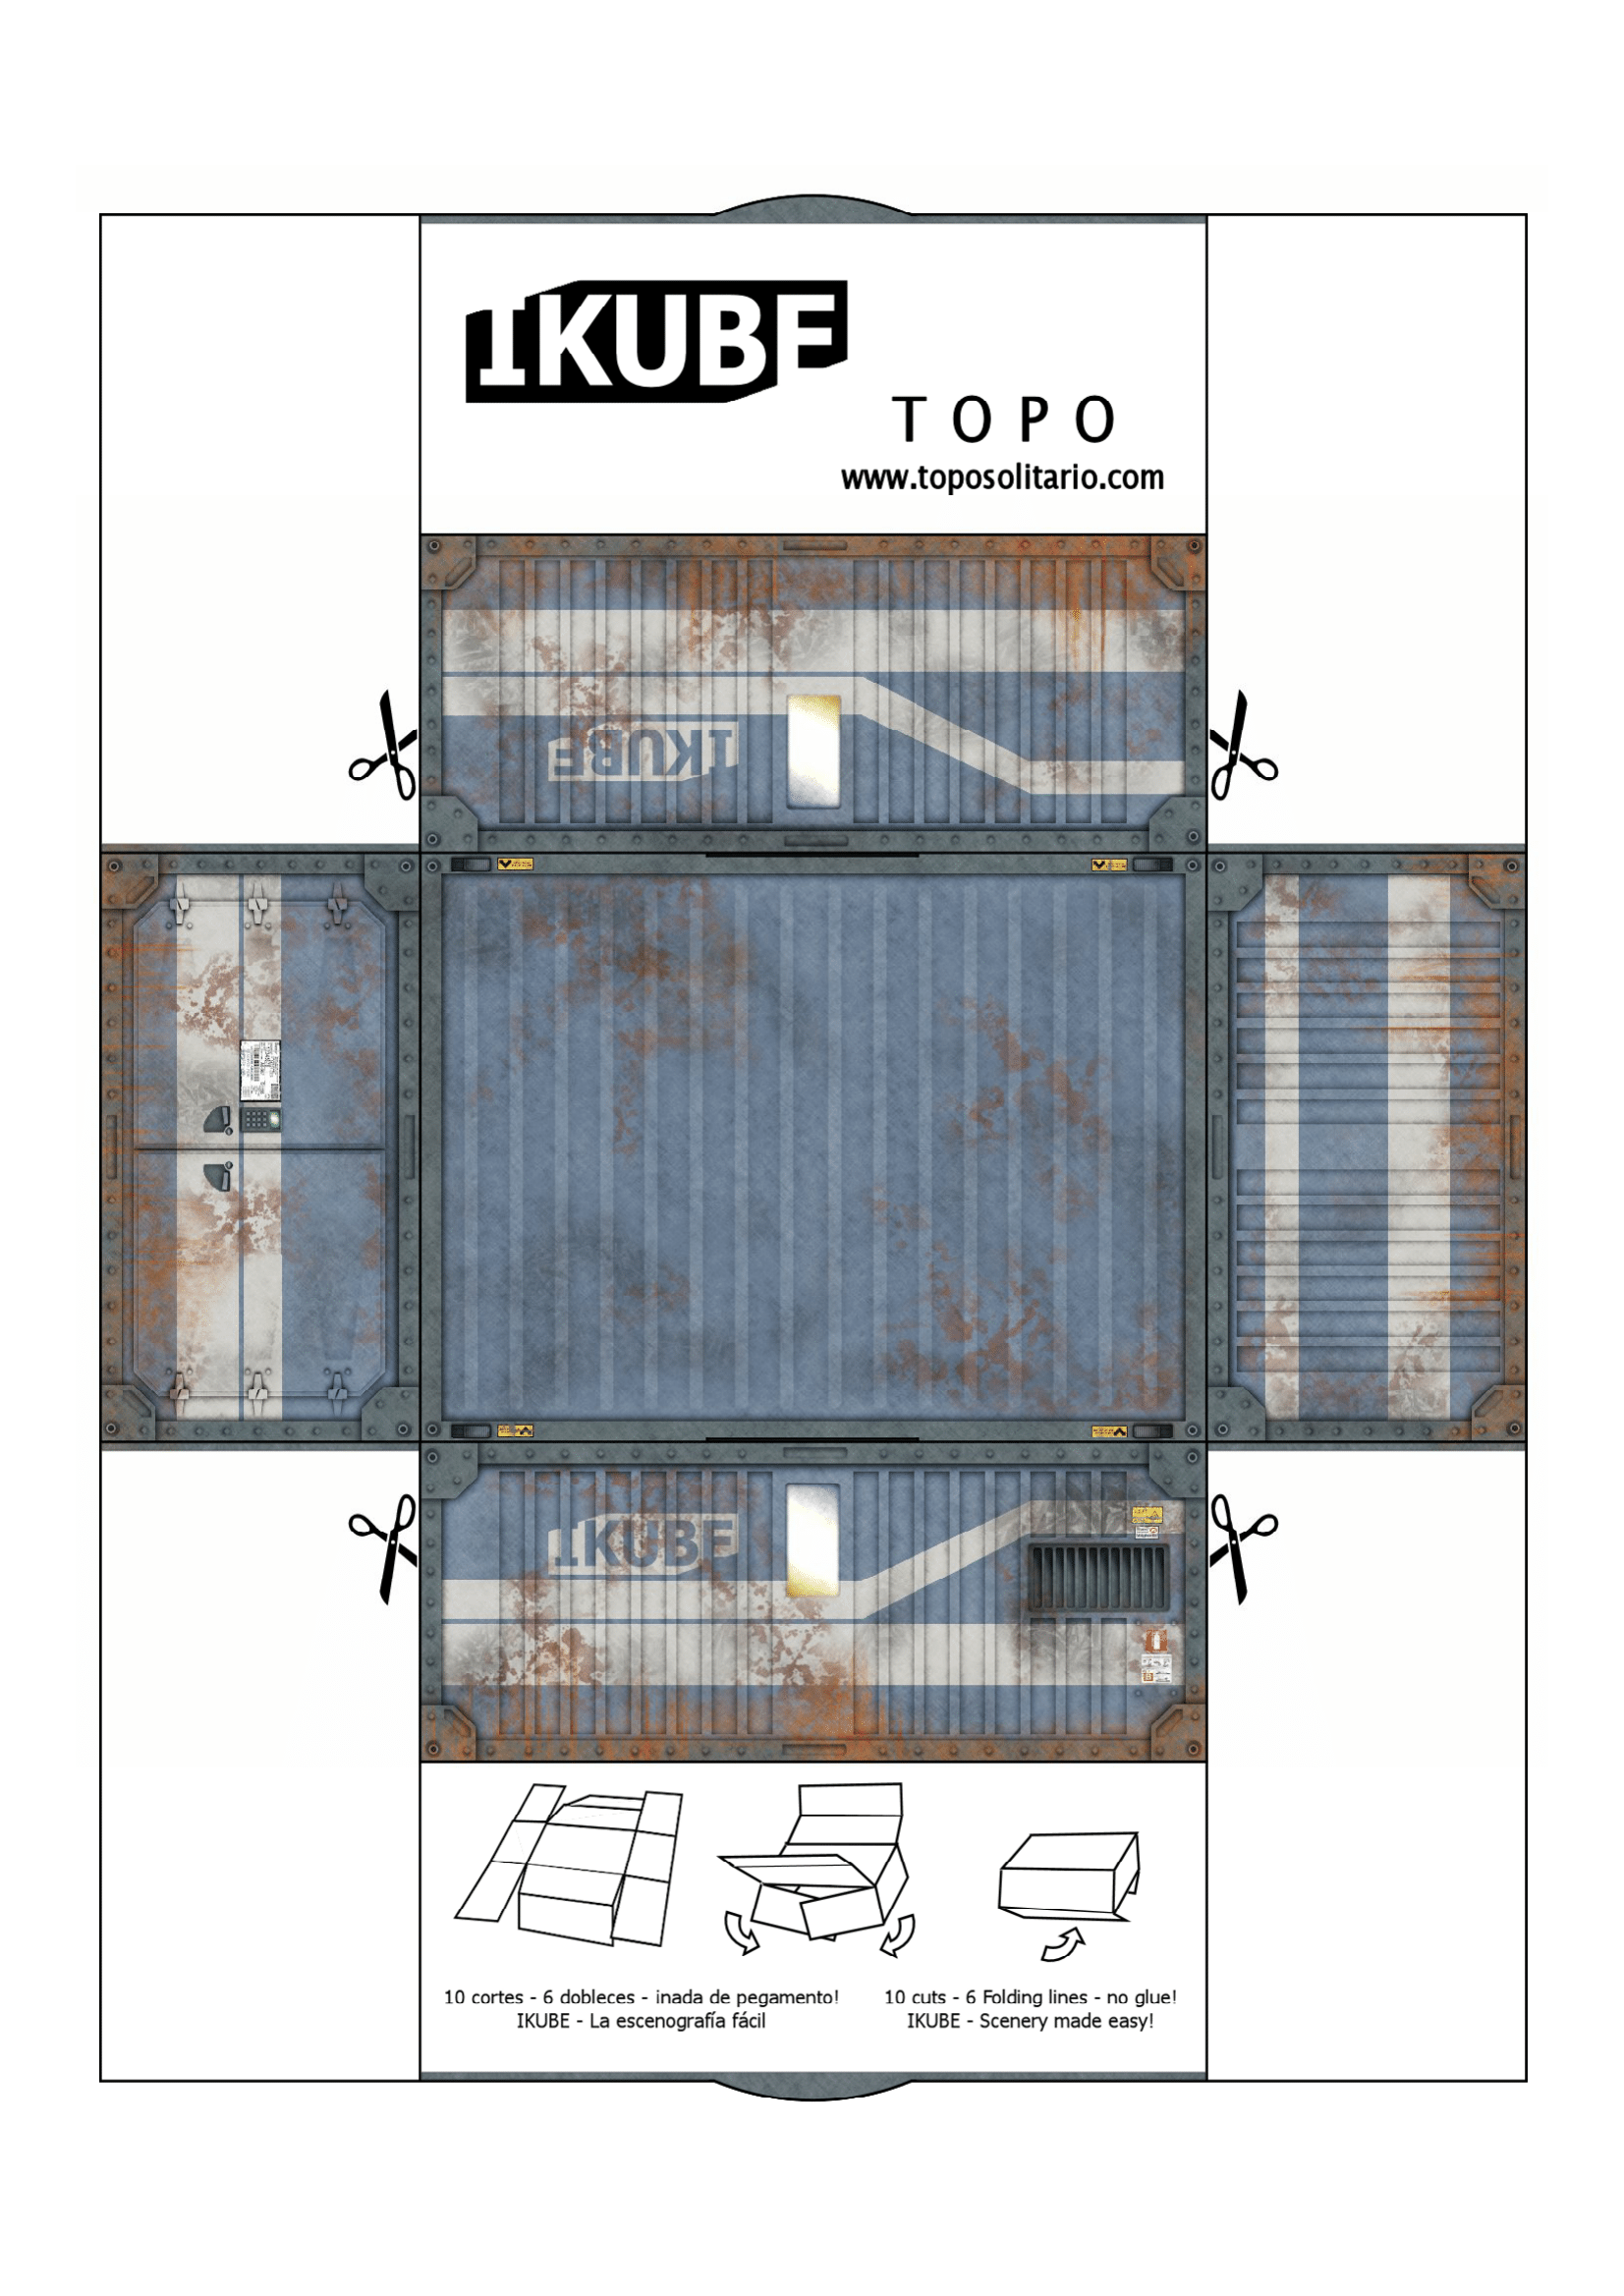 IKUBE
TOPO
www.toposolitario.com
IKUBE
IKUBE
10 cortes - 6 dobleces - ¡nada de pegamento!
IKUBE - La escenografía fácil
10 cuts - 6 Folding lines - no glue!
IKUBE - Scenery made easy!